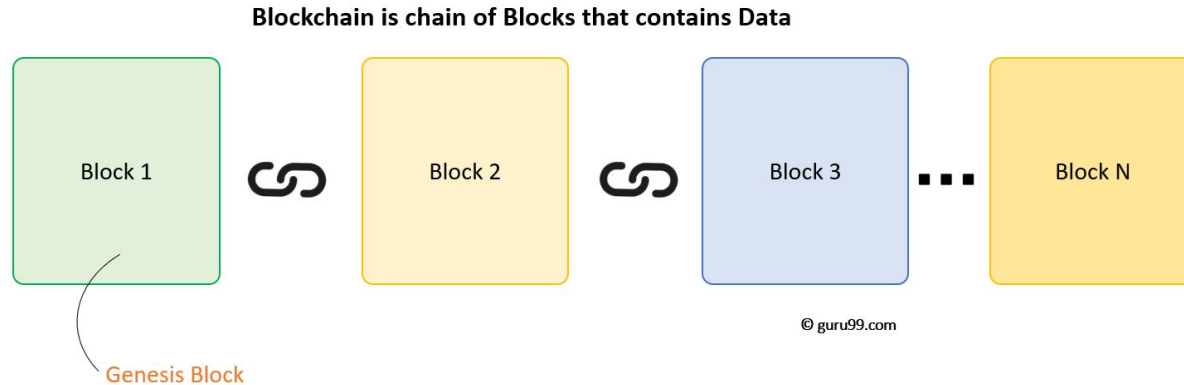 Blockchain is chain of Blocks that contains Data
Block 1
Block 2
Block 3
Block N
© guru99.com
Genesis Block